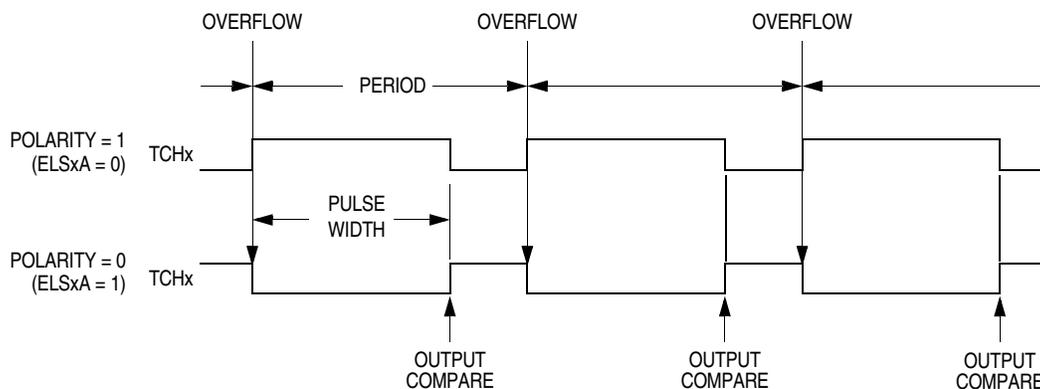 OVERFLOW
OVERFLOW
OVERFLOW
PERIOD
POLARITY = 1
(ELSxA = 0)
TCHx
PULSE
WIDTH
POLARITY = 0
(ELSxA = 1)
TCHx
OUTPUT
COMPARE
OUTPUT
COMPARE
OUTPUT
COMPARE